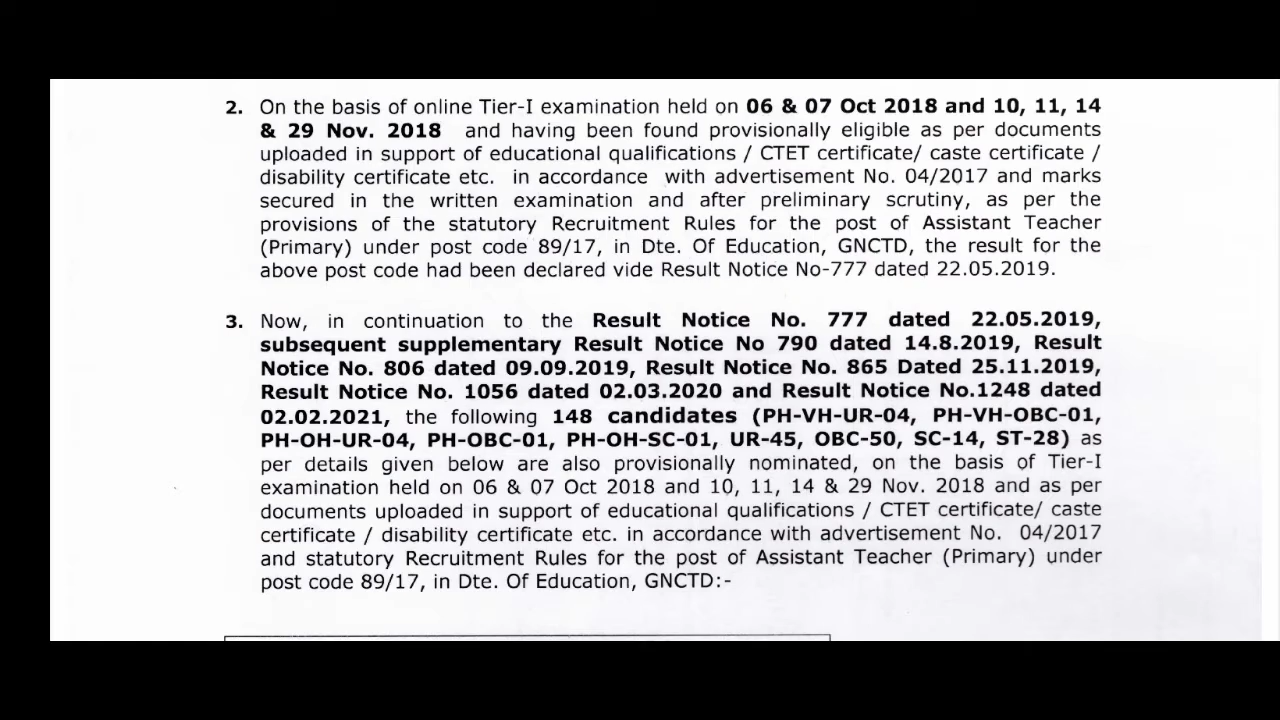 2. On the basis of online Tier-I examination held on 06 & 07 Oct 2018 and 10, 11, 14
& 29 Nov. 2018 and having been found provisionally eligible as per documents
uploaded in support of educational qualifications / CTET certificate/ caste certificate /
disability certificate etc. in accordance with advertisement No. 04/2017 and marks
secured in the written examination and after preliminary scrutiny, as per the
provisions of the statutory Recruitment Rules for the post of Assistant Teacher
(Primary) under post code 89/17, in Dte. Of Education, GNCTD, the result for the
above post code had been declared vide Result Notice No-777 dated 22.05.2019.
3. Now, in continuation to the Result Notice No. 777 dated 22.05.2019,
subsequent supplementary Result Notice No 790 dated 14.8.2019, Result
Notice No. 806 dated 09.09.2019, Result Notice No. 865 Dated 25.11.2019,
Result Notice No. 1056 dated 02.03.2020 and Result Notice No.1248 dated
02.02.2021, the following 148 candidates (PH-VH-UR-04, PH-VH-OBC-01,
PH-OH-UR-04, PH-OBC-01, PH-OH-SC-01, UR-45, OBC-50, SC-14, ST-28) as
per details given below are also provisionally nominated, on the basis of Tier-I
examination held on 06 & 07 Oct 2018 and 10, 11, 14 & 29 Nov. 2018 and as per
documents uploaded in support of educational qualifications / CTET certificate/ caste
certificate / disability certificate etc. in accordance with advertisement No. 04/2017
and statutory Recruitment Rules for the post of Assistant Teacher (Primary) under
post code 89/17, in Dte. Of Education, GNCTD:-